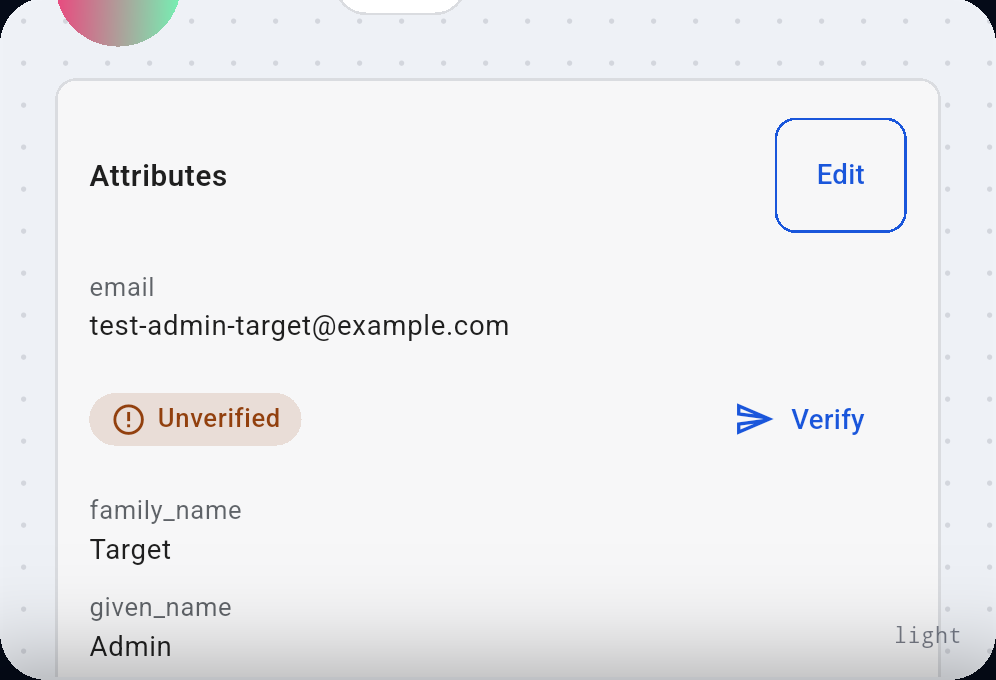 Attributes
Edit
email
test-admin-target@example.com
Unverified
Verify
family_name
Target
given_name
Admin
light